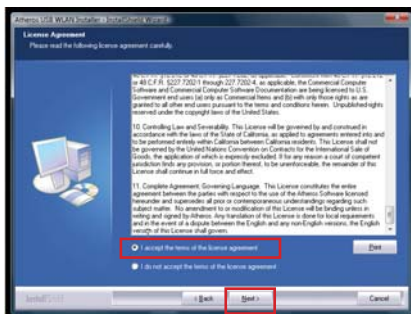 Atheros USB WLAN Installer - InstallShield Wizard
License Agreement
Please read the following license agreement carefully.
or 48 C.F.R. §227.7202-1 through 227.7202-4, as applicable, the Commercial Computer
Software and Commercial Computer Software Documentation are being licensed to U.S.
Government end users (a) only as Commercial Items and (b) with only those rights as are
granted to all other end users pursuant to the terms and conditions herein. Unpublished-rights
reserved under the copyright laws of the United States.
10. Controlling Law and Severability. This License will be governed by and construed in
accordance with the laws of the State of California, as applied to agreements entered into and
to be performed entirely within California between California residents. This License shall not
be governed by the United Nations Convention on Contracts for the International Sale of
Goods, the application of which is expressly excluded. If for any reason a court of competent
jurisdiction finds any provision, or portion thereof, to be unenforceable, the remainder of this
License shall continue in full force and effect.
11. Complete Agreement; Governing Language. This License constitutes the entire
agreement between the parties with respect to the use of the Atheros Software licensed
hereunder and supersedes all prior or contemporaneous understandings regarding such
subject matter. No amendment to or modification of this License will be binding unless in
writing and signed by Atheros. Any translation of this License is done for local requirements
and in the event of a dispute between the English and any non-English versions, the English
version of this License shall govern.
I accept the terms of the license agreement
Print
I do not accept the terms of the license agreement
InstallShield
< Back
Next >
Cancel